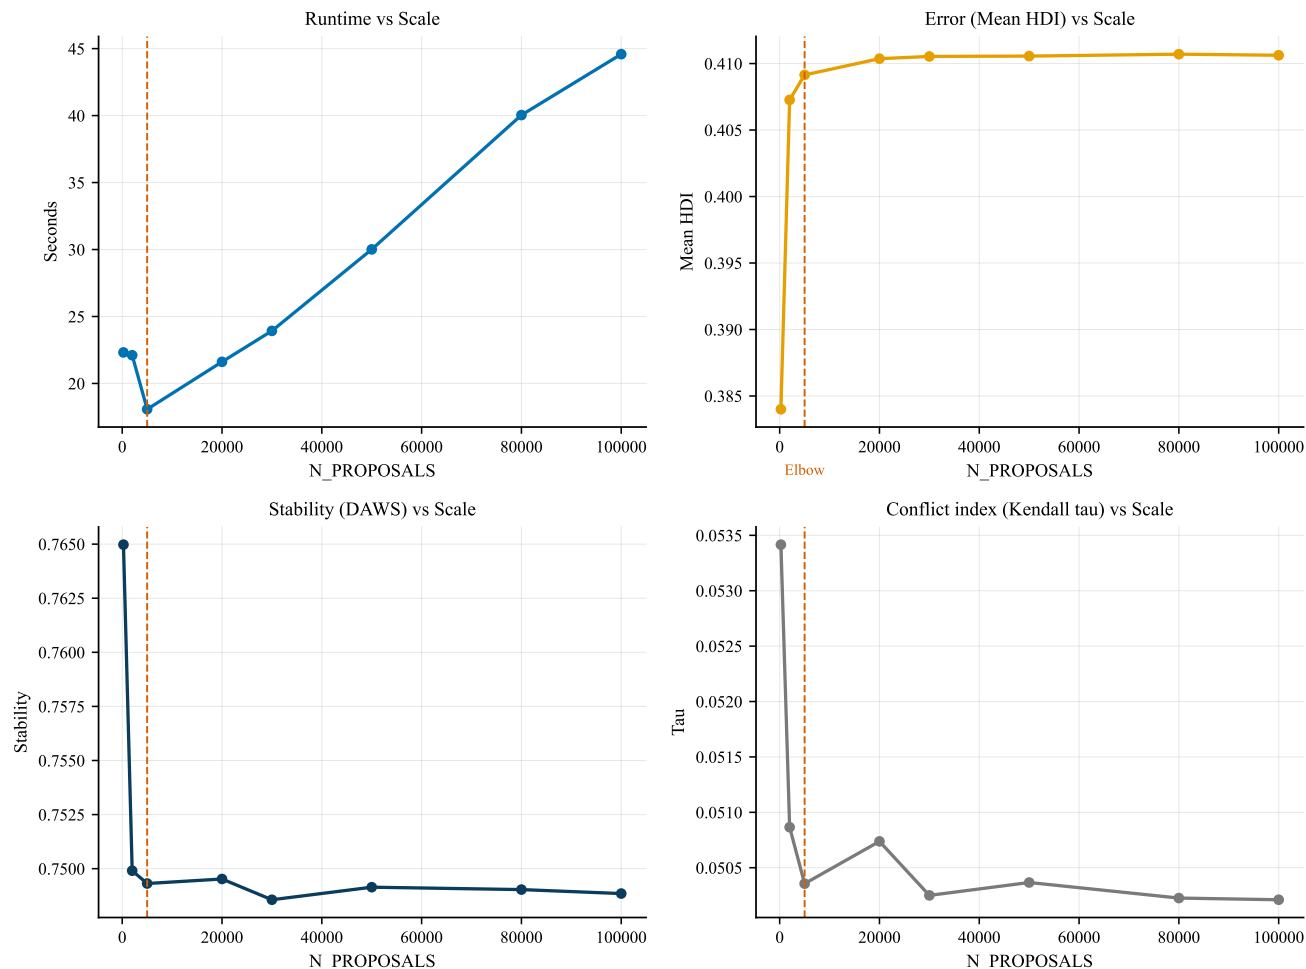 Runtime vs Scale
Seconds
45
40
35
30
25
20
0 20000 40000 60000 80000 100000
N_PROPOSALS
Error (Mean HDI) vs Scale
Mean HDI
0.410
0.405
0.400
0.395
0.390
0.385
0 20000 40000 60000 80000 100000
Elbow
N_PROPOSALS
Stability (DAWS) vs Scale
Stability
0.7650
0.7625
0.7600
0.7575
0.7550
0.7525
0.7500
0 20000 40000 60000 80000 100000
N_PROPOSALS
Conflict index (Kendall tau) vs Scale
Tau
0.0535
0.0530
0.0525
0.0520
0.0515
0.0510
0.0505
0 20000 40000 60000 80000 100000
N_PROPOSALS